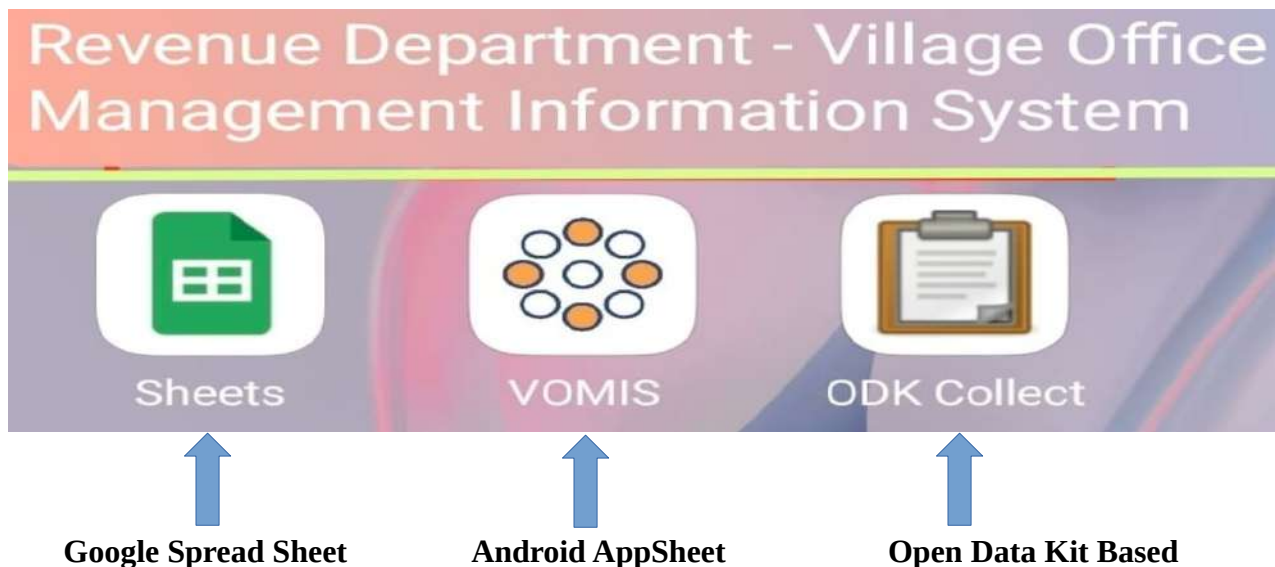 Revenue Department - Village Office
Management Information System
Sheets VOMIS ODK Collect
Google Spread Sheet Android AppSheet Open Data Kit Based